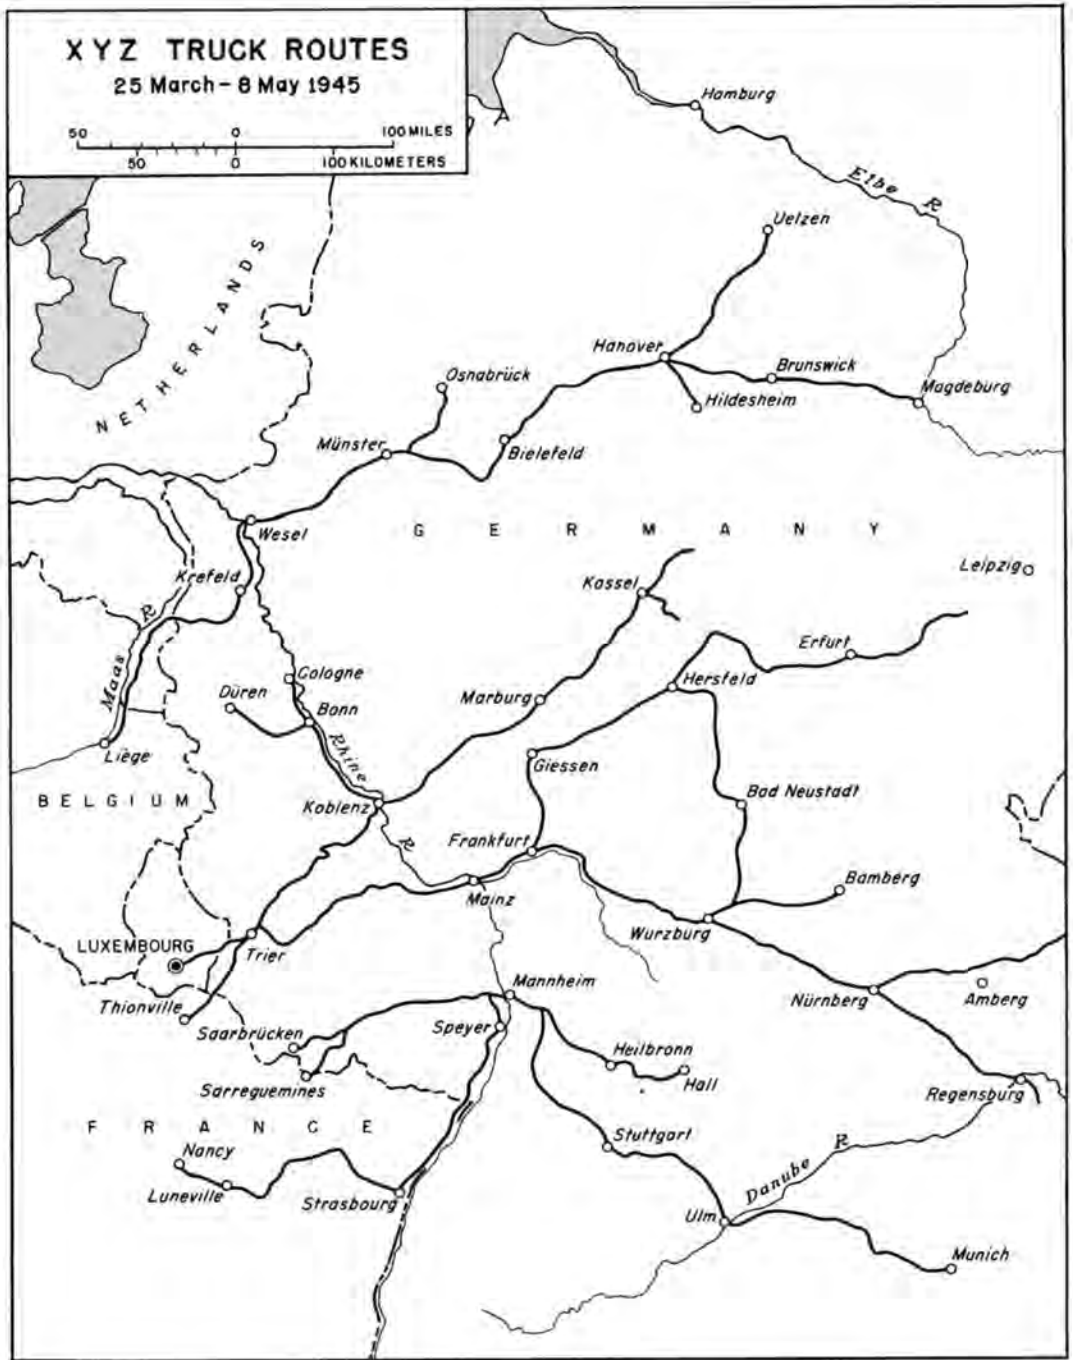 XYZ TRUCK ROUTES
25 March – 8 May 1945
50 0 100 MILES
50 0 100 KILOMETERS
Hamburg
Elbe R
Uelzen
NETHERLANDS
Hanover
Brunswick
Osnabrück
Hildesheim
Magdeburg
Münster
Bielefeld
Wesel
GERMANY
Leipzig
Kassel
Krefeld
Maas R
Erfurt
Cologne
Düren
Hersfeld
Marburg
Bonn
Rhine R
Liège
Giessen
BELGIUM
Koblenz
Bad Neustadt
Frankfurt
Mainz
Bamberg
Wurzburg
LUXEMBOURG
Trier
Mannheim
Thionville
Nürnberg
Amberg
Saarbrücken
Speyer
Heilbronn
Hall
Sarreguemines
Regensburg
FRANCE
Stuttgart
Nancy
Danube R
Luneville
Strasbourg
Ulm
Munich